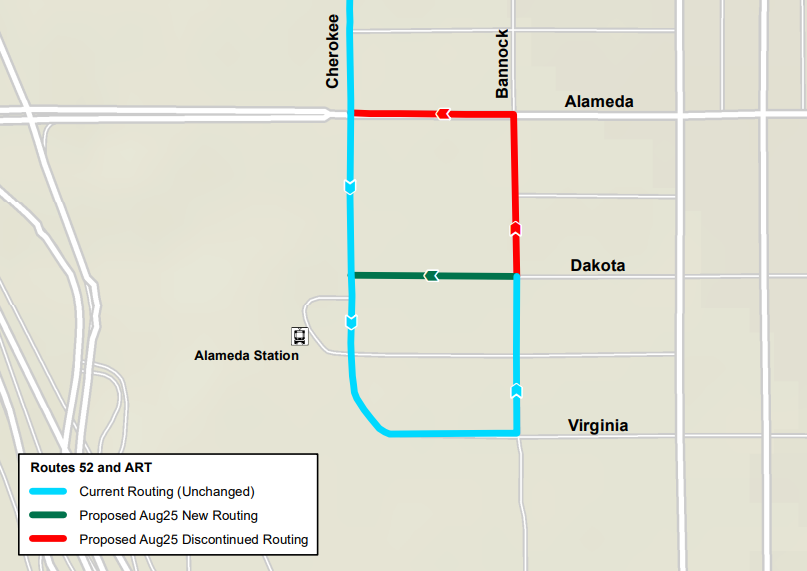 Cherokee
Bannock
Alameda
Dakota
Alameda Station
Virginia
Routes 52 and ART
Current Routing (Unchanged)
Proposed Aug25 New Routing
Proposed Aug25 Discontinued Routing